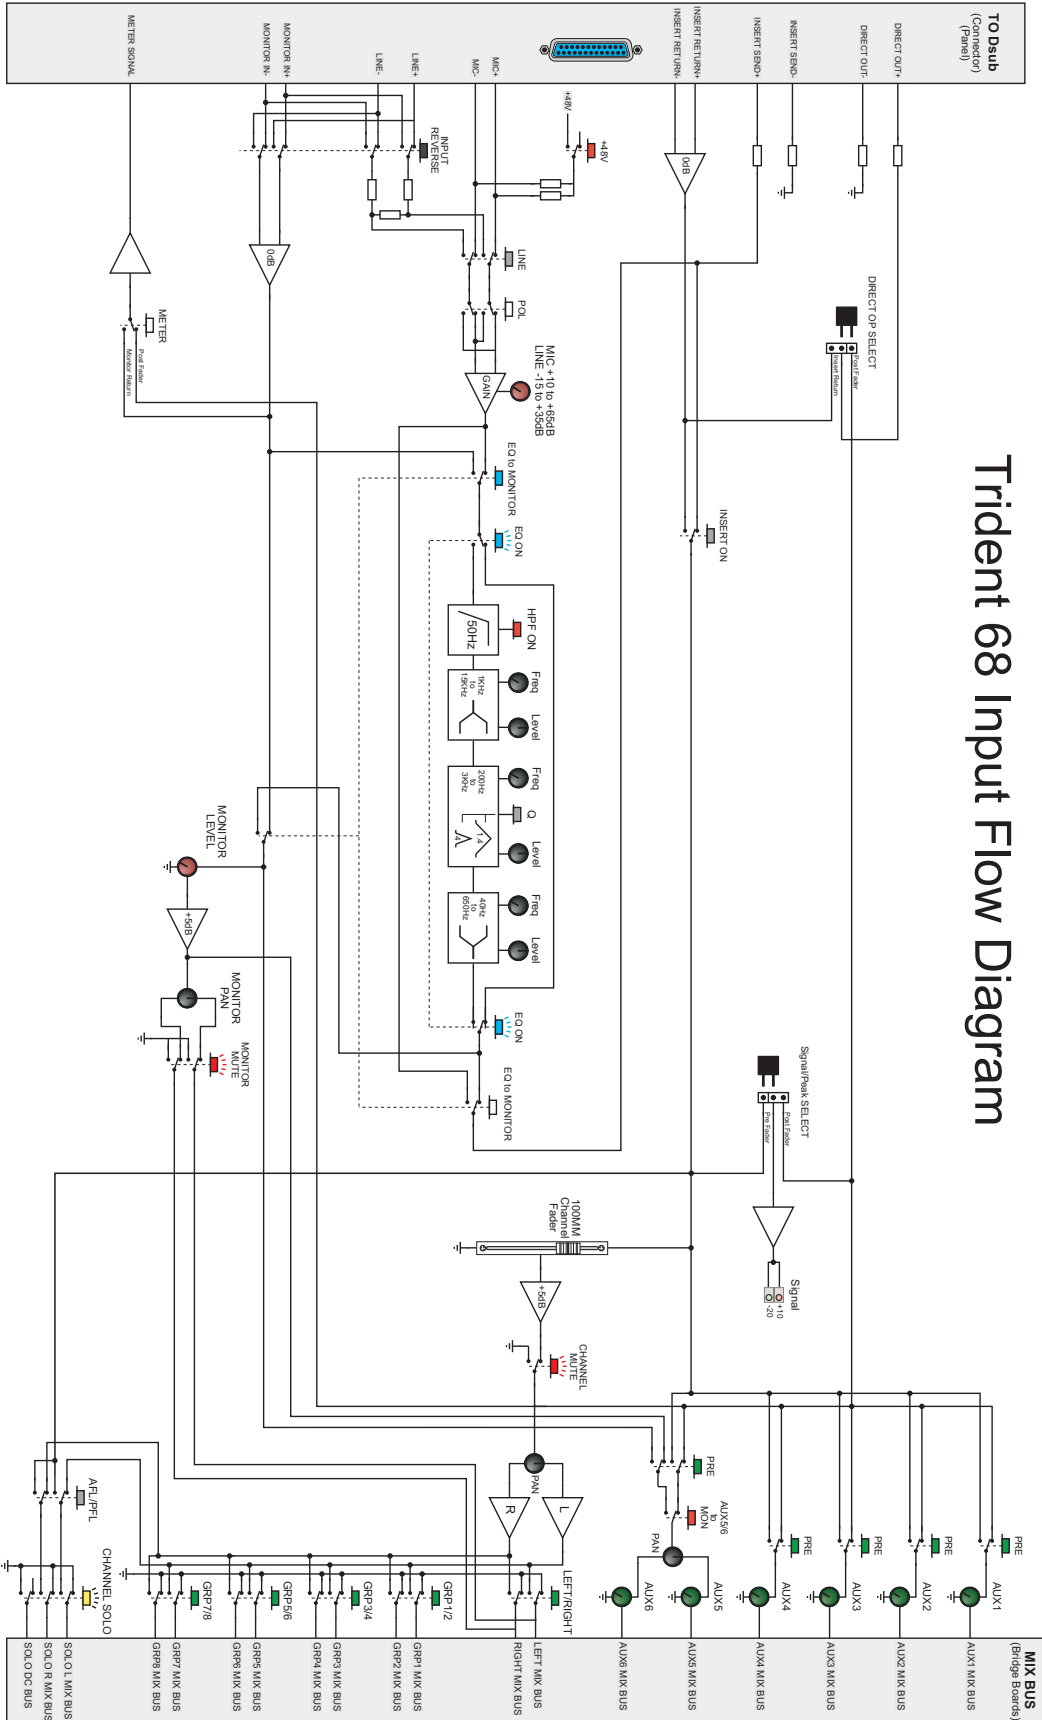 Trident 68 Input Flow Diagram
TO Dsub
(Connector)
(Panel)
DIRECT OUT+
DIRECT OUT-
INSERT SEND-
INSERT SEND+
INSERT RETURN+
INSERT RETURN-
MIC+
MIC-
LINE+
LINE-
MONITOR IN+
MONITOR IN-
METER SIGNAL
DIRECT OP SELECT
Post Fader
Insert Return
0dB
+48V
+48V
INPUT
REVERSE
LINE
POL
0dB
METER
Post Fader
Monitor Return
MIC +10 to +65dB
LINE -15 to +35dB
GAIN
INSERT ON
EQ to MONITOR
EQ ON
HPF ON
50Hz
Freq
Level
1KHz
to
15KHz
Freq
Q
Level
200Hz
to
3KHz
1.4
.4
Freq
Level
40Hz
to
650Hz
EQ ON
EQ to MONITOR
MONITOR
LEVEL
+5dB
MONITOR
PAN
MONITOR
MUTE
Signal/Peak SELECT
Post Fader
Pre Fader
Signal
+10
-20
100MM
Channel
Fader
+5dB
CHANNEL
MUTE
PAN
L
R
PRE
AUX5/6
to
MON
PAN
PRE
PRE
PRE
PRE
AUX1
AUX2
AUX3
AUX4
AUX5
AUX6
LEFT/RIGHT
GRP1/2
GRP3/4
GRP5/6
GRP7/8
AFL/PFL
CHANNEL SOLO
MIX BUS
(Bridge Boards)
AUX1 MIX BUS
AUX2 MIX BUS
AUX3 MIX BUS
AUX4 MIX BUS
AUX5 MIX BUS
AUX6 MIX BUS
LEFT MIX BUS
RIGHT MIX BUS
GRP1 MIX BUS
GRP2 MIX BUS
GRP3 MIX BUS
GRP4 MIX BUS
GRP5 MIX BUS
GRP6 MIX BUS
GRP7 MIX BUS
GRP8 MIX BUS
SOLO L MIX BUS
SOLO R MIX BUS
SOLO DC BUS